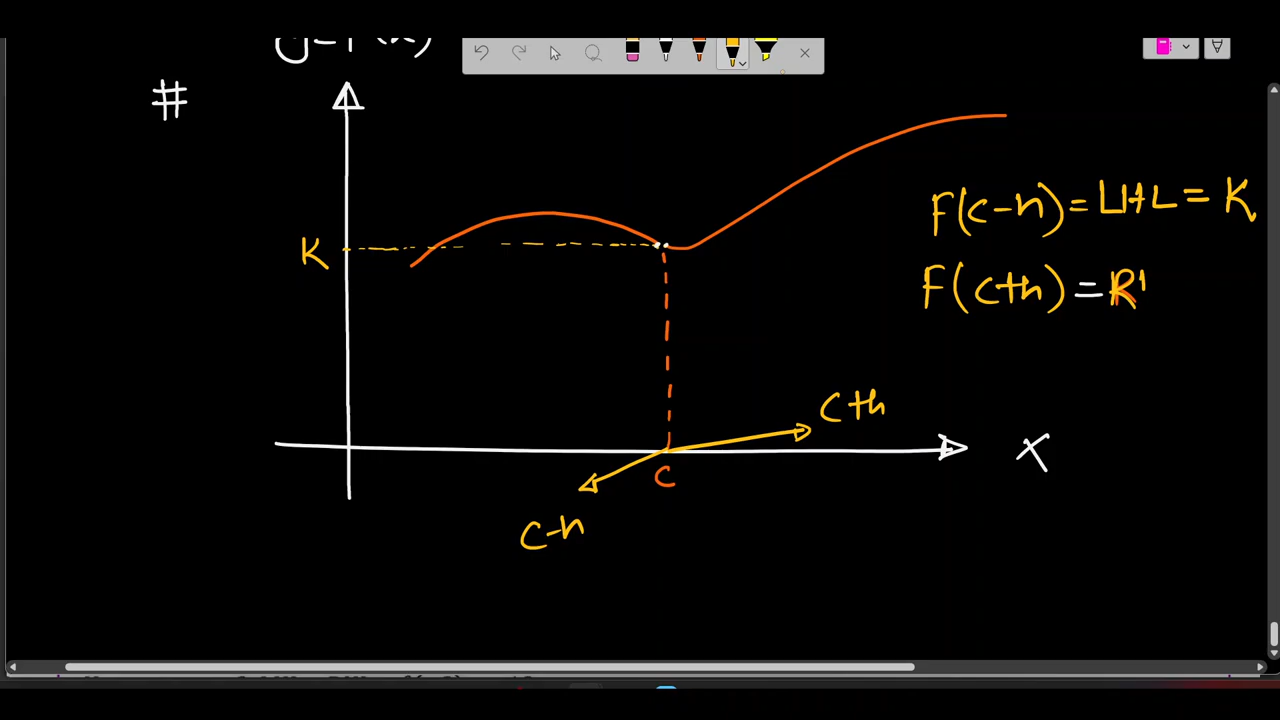 y=F(x)
#
F(c-h)=LHL=K
K
F(c+h)=R
c+h
X
C
c-h